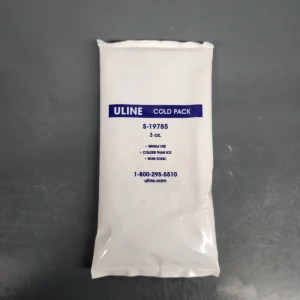 ULINE COLD PACK
S-19785
3 oz.
• SINGLE USE
• COLDER THAN ICE
• NON-TOXIC
1-800-295-5510
uline.com